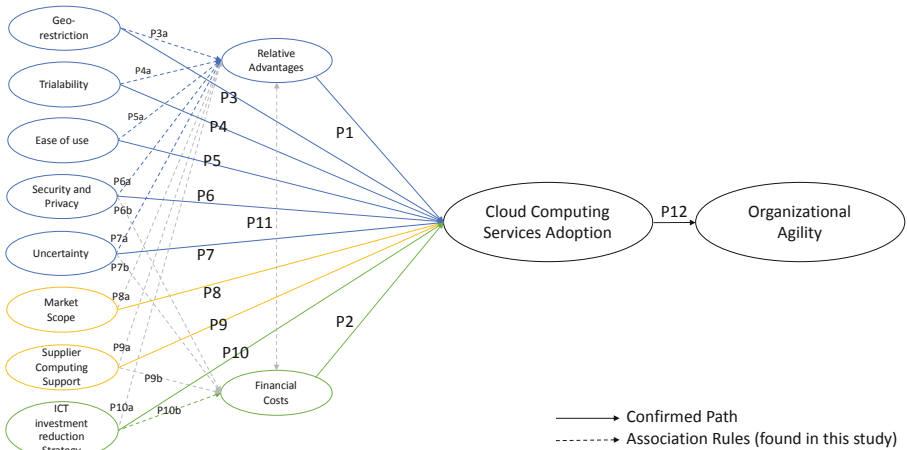 Geo-
restriction
P3a
Relative
Advantages
Trialability
P4a
P3
P1
P5a
P4
Ease of use
P5
Security and
Privacy
P6a
P6
P6b
Cloud Computing
Services Adoption
P12
Organizational
Agility
P11
Uncertainty
P7a
P7
P7b
Market
Scope
P8a
P8
P9
P2
Supplier
Computing
Support
P9a
P10
P9b
Financial
Costs
ICT
investment
reduction
Strategy
P10a
P10b
Confirmed Path
Association Rules (found in this study)